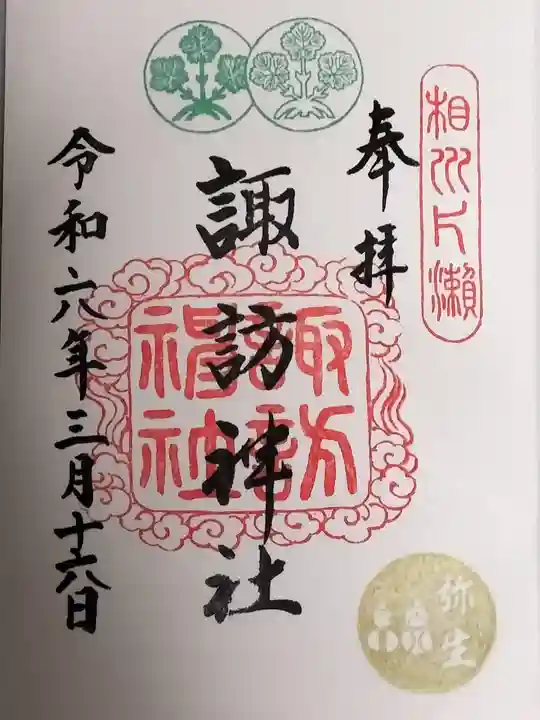 相州片瀬
奉拝
諏訪神社
諏訪神社
令和六年三月十六日
弥生